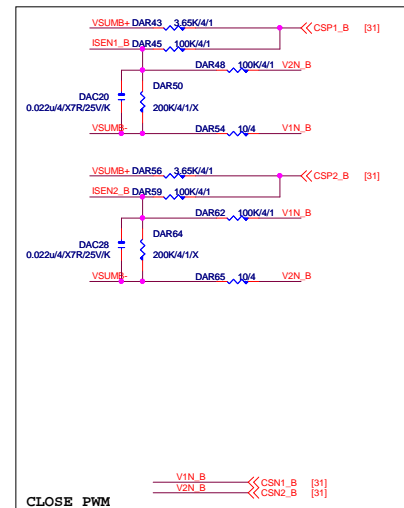 VSUMB+ DAR43 3.65K/4/1 CSP1_B [31]
ISEN1_B DAR45 100K/4/1
DAR48 100K/4/1 V2N_B
DAC20 DAR50
0.022u/4/X7R/25V/K 200K/4/1/X
VSUMB- DAR54 10/4 V1N_B
VSUMB+ DAR56 3.65K/4/1 CSP2_B [31]
ISEN2_B DAR59 100K/4/1
DAR62 100K/4/1 V1N_B
DAC28 DAR64
0.022u/4/X7R/25V/K 200K/4/1/X
VSUMB- DAR65 10/4 V2N_B
V1N_B CSN1_B [31]
V2N_B CSN2_B [31]
CLOSE PWM